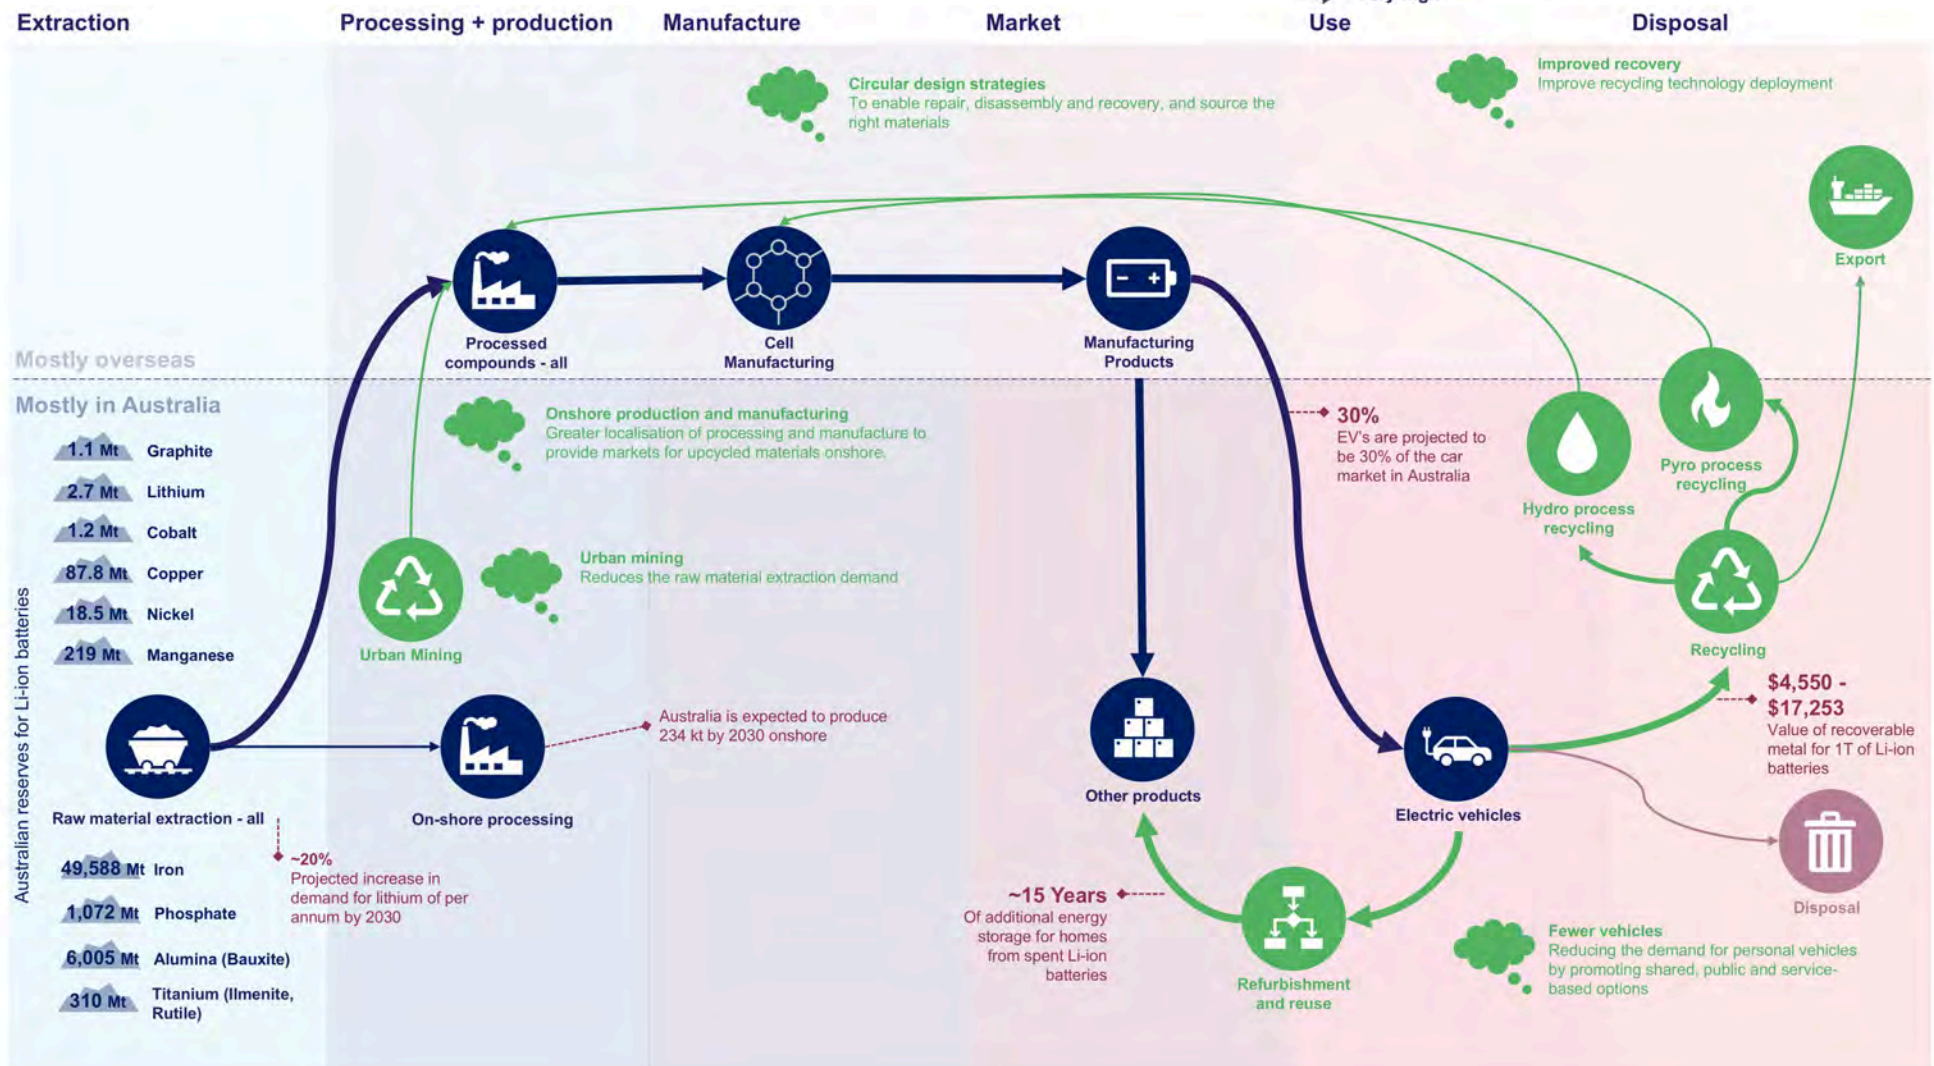 Extraction
Processing + production
Manufacture
Market
Use
Disposal
Circular design strategies
To enable repair, disassembly and recovery, and source the
right materials
Improved recovery
Improve recycling technology deployment
Export
Processed
compounds - all
Cell
Manufacturing
Manufacturing
Products
Mostly overseas
Mostly in Australia
Australian reserves for Li-ion batteries
1.1 Mt Graphite
2.7 Mt Lithium
1.2 Mt Cobalt
87.8 Mt Copper
18.5 Mt Nickel
219 Mt Manganese
Onshore production and manufacturing
Greater localisation of processing and manufacture to
provide markets for upcycled materials onshore.
Urban mining
Reduces the raw material extraction demand
Urban Mining
30%
EV's are projected to
be 30% of the car
market in Australia
Hydro process
recycling
Pyro process
recycling
Recycling
$4,550 -
$17,253
Value of recoverable
metal for 1T of Li-ion
batteries
Australia is expected to produce
234 kt by 2030 onshore
Raw material extraction - all
On-shore processing
Other products
Electric vehicles
Disposal
~20%
Projected increase in
demand for lithium of per
annum by 2030
49,588 Mt Iron
1,072 Mt Phosphate
6,005 Mt Alumina (Bauxite)
310 Mt Titanium (Ilmenite,
Rutile)
~15 Years
Of additional energy
storage for homes
from spent Li-ion
batteries
Refurbishment
and reuse
Fewer vehicles
Reducing the demand for personal vehicles
by promoting shared, public and service-
based options